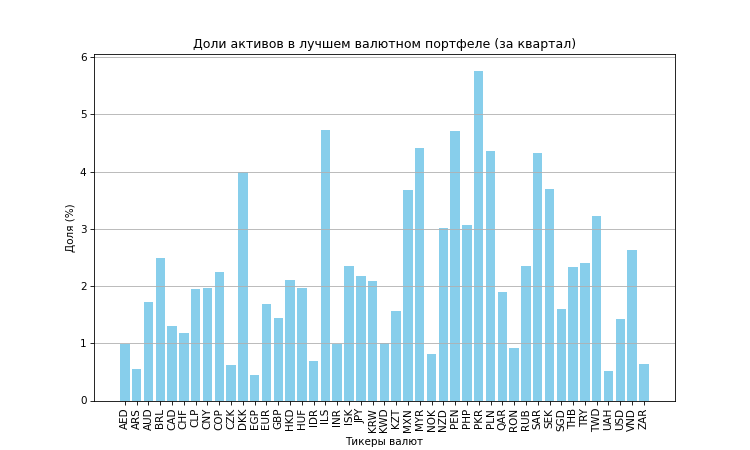 Доли активов в лучшем валютном портфеле (за квартал)
Доля (%)
6
5
4
3
2
1
0
AED ARS AUD BRL CAD CHF CLP CNY COP CZK DKK EGP EUR GBP HKD HUF IDR ILS INR ISK JPY KRW KWD KZT MXN MYR NOK NZD PEN PHP PKR PLN QAR RON RUB SAR SEK SGD THB TRY TWD UAH USD VND ZAR
Тикеры валют